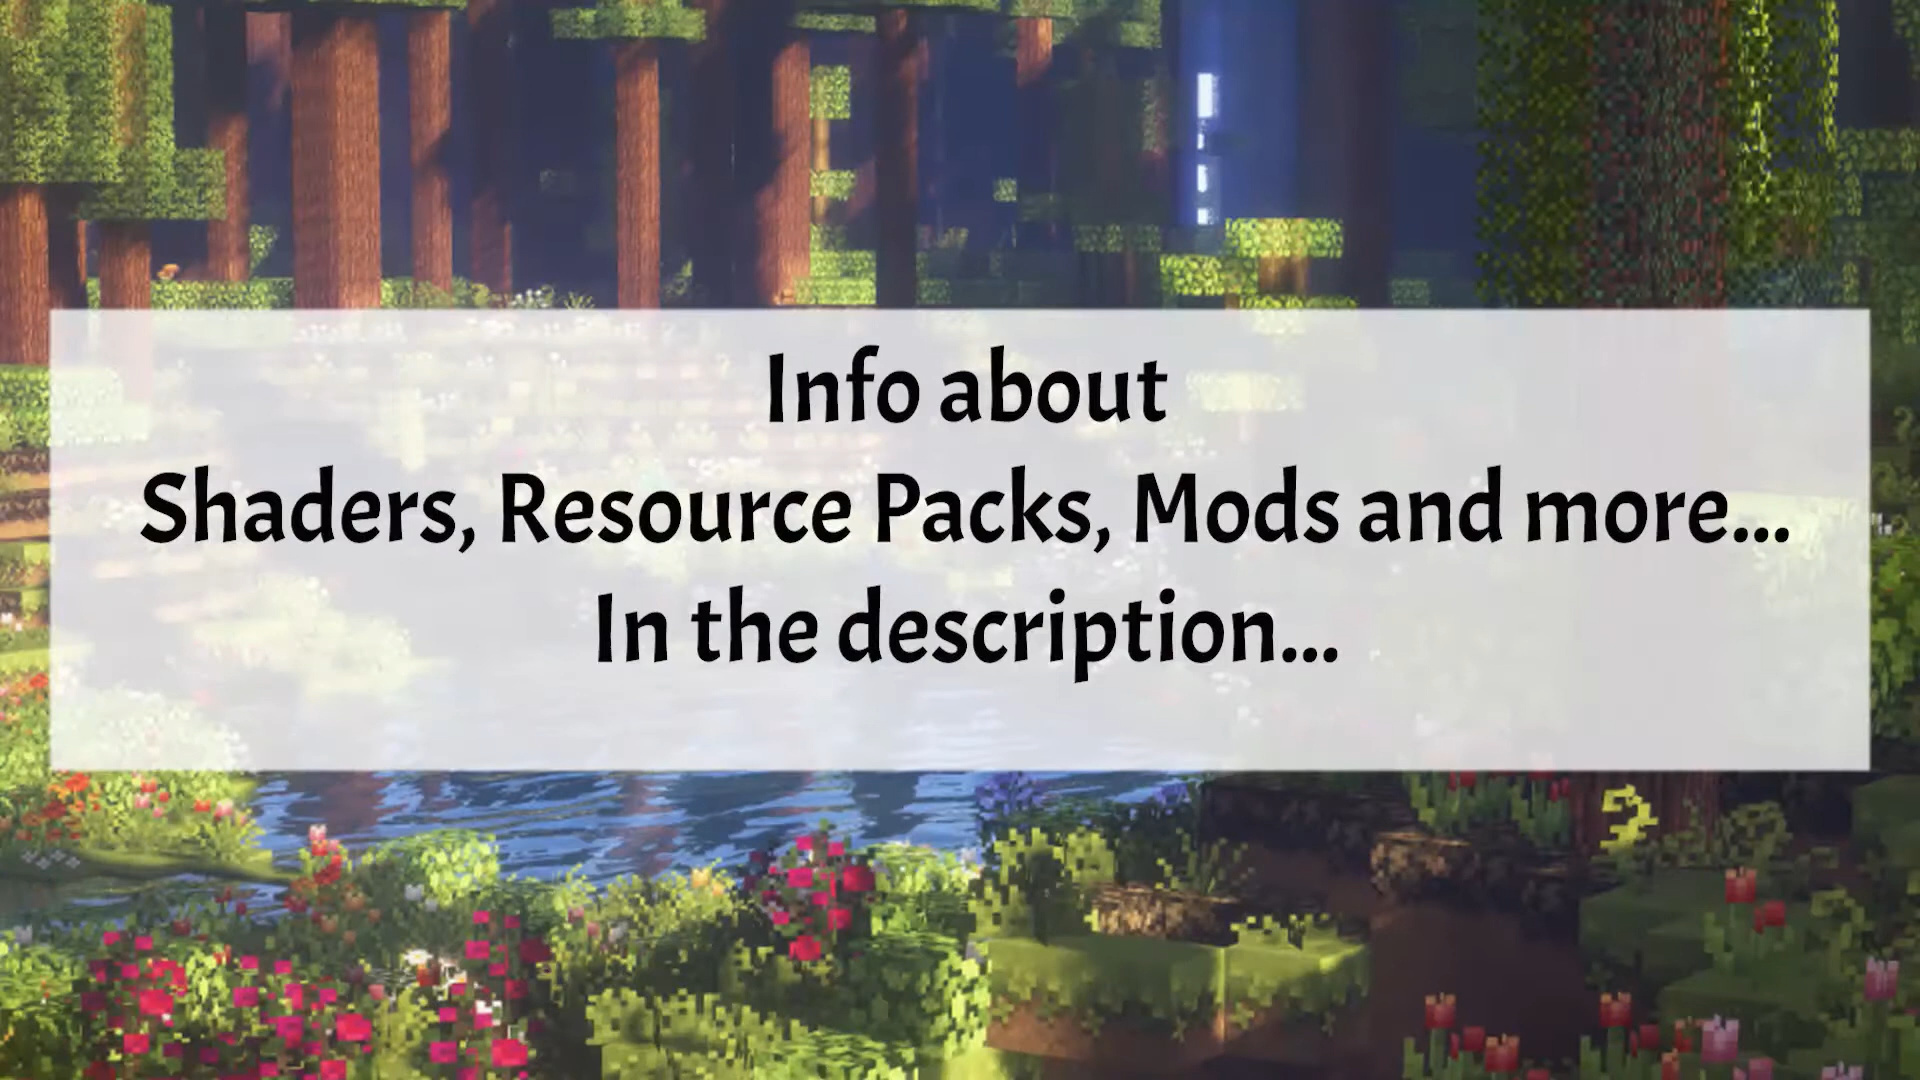 Info about
Shaders, Resource Packs, Mods and more...
In the description...